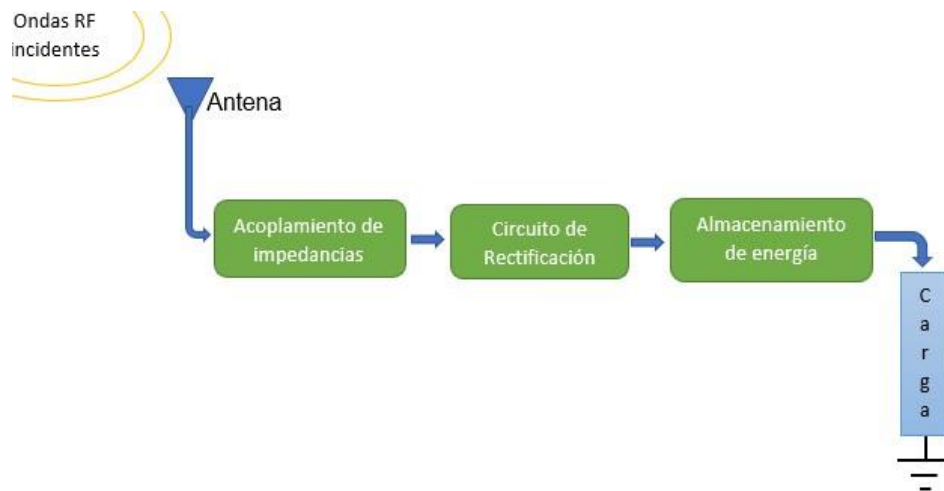 Ondas RF
incidentes
Antena
Acoplamiento de
impedancias
Circuito de
Rectificación
Almacenamiento
de energía
C
a
r
g
a